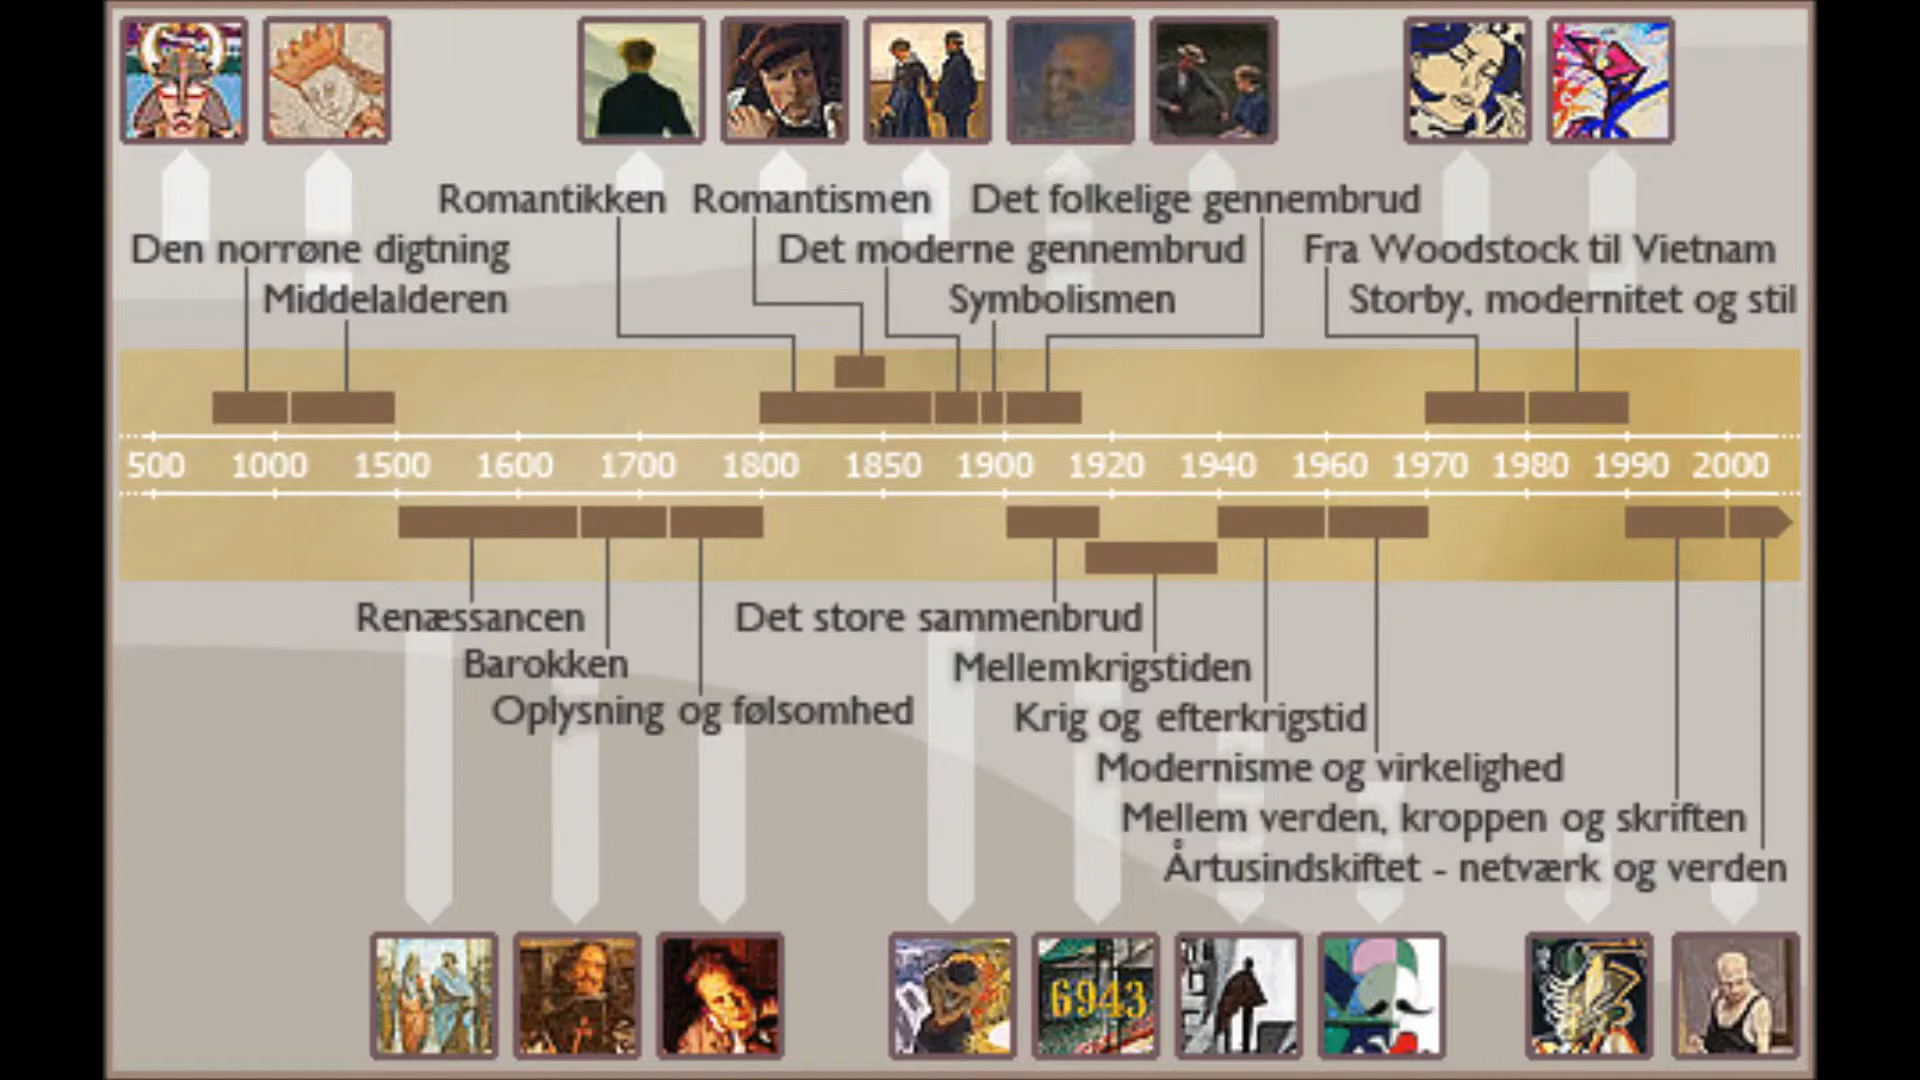 Romantikken Romantismen Det folkelige gennembrud
Den norrøne digtning Det moderne gennembrud Fra Woodstock til Vietnam
Middelalderen Symbolismen Storby, modernitet og stil
500 1000 1500 1600 1700 1800 1850 1900 1920 1940 1960 1970 1980 1990 2000
Renæssancen Det store sammenbrud
Barokken Mellemkrigstiden
Oplysning og følsomhed Krig og efterkrigstid
Modernisme og virkelighed
Mellem verden, kroppen og skriften
Årtusindskiftet - netværk og verden
6943